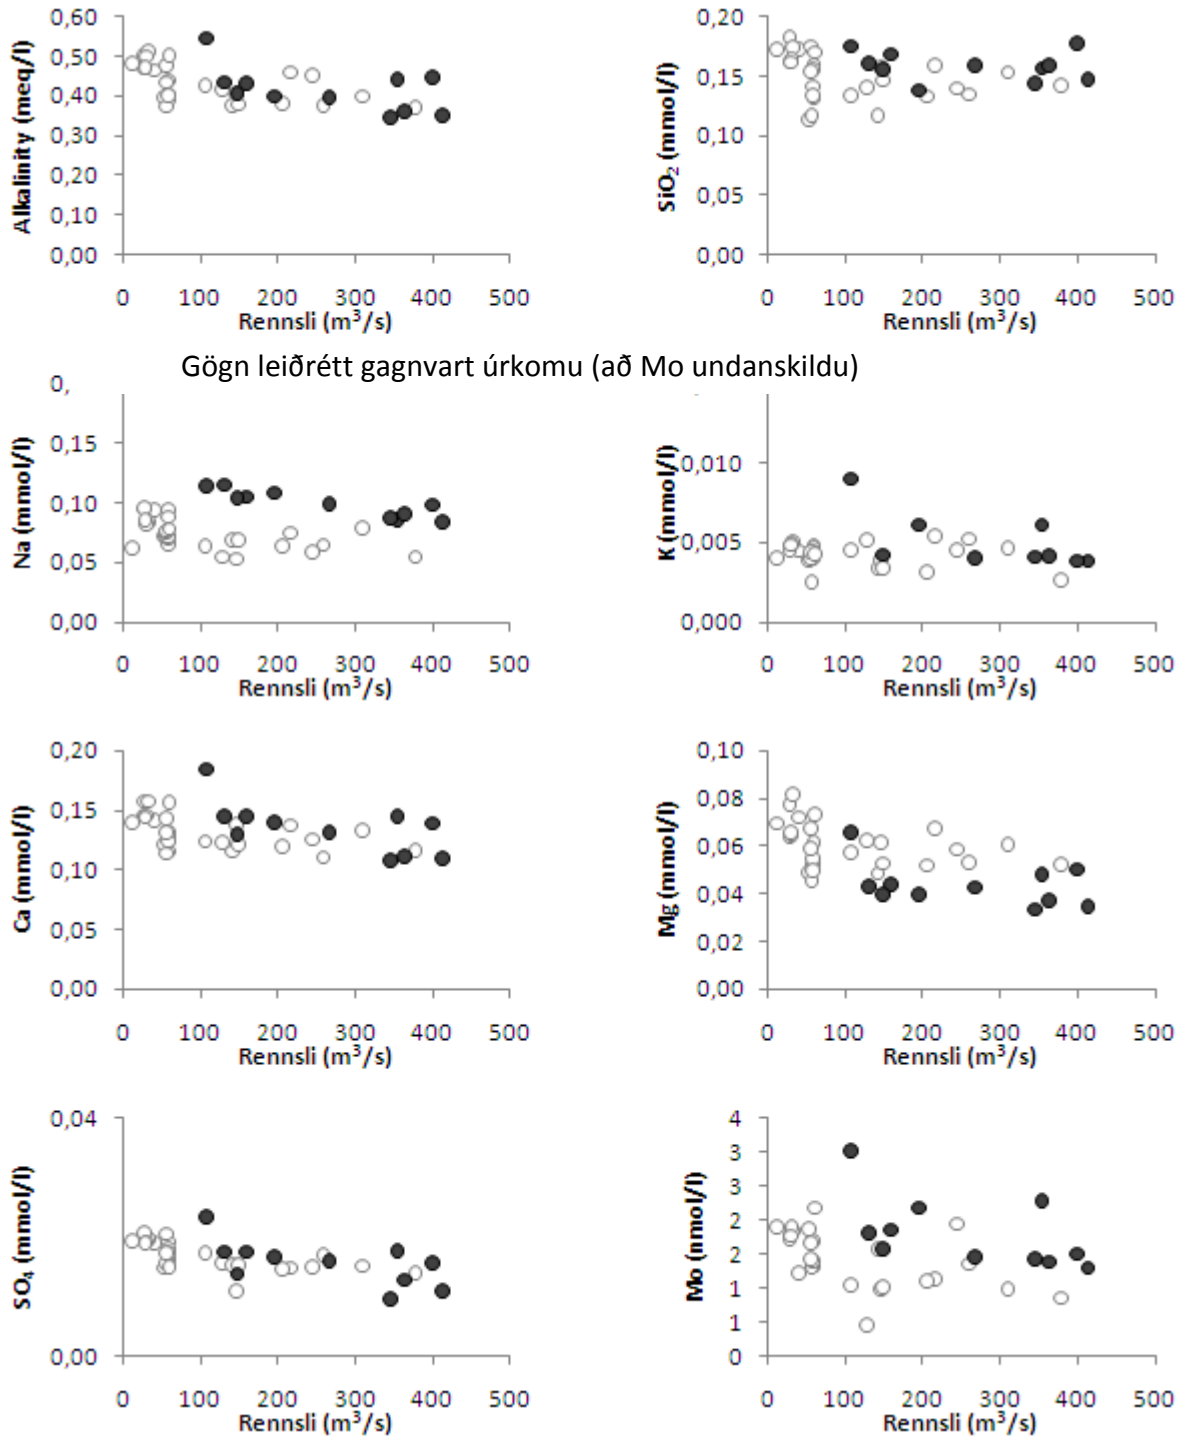 Alkalinity (meq/l)
0,60
0,50
0,40
0,30
0,20
0,10
0,00
0 100 200 300 400 500
Rennsli (m³/s)
SiO₂ (mmol/l)
0,20
0,15
0,10
0,05
0,00
0 100 200 300 400 500
Rennsli (m³/s)
Gögn leiðrétt gagnvart úrkomu (að Mo undanskildu)
Na (mmol/l)
0,
0,15
0,10
0,05
0,00
0 100 200 300 400 500
Rennsli (m³/s)
K (mmol/l)
0,010
0,005
0,000
0 100 200 300 400 500
Rennsli (m³/s)
Ca (mmol/l)
0,20
0,15
0,10
0,05
0,00
0 100 200 300 400 500
Rennsli (m³/s)
Mg (mmol/l)
0,10
0,08
0,06
0,04
0,02
0,00
0 100 200 300 400 500
Rennsli (m³/s)
SO₄ (mmol/l)
0,04
0,00
0 100 200 300 400 500
Rennsli (m³/s)
Mo (nmol/l)
4
3
3
2
2
1
1
0
0 100 200 300 400 500
Rennsli (m³/s)